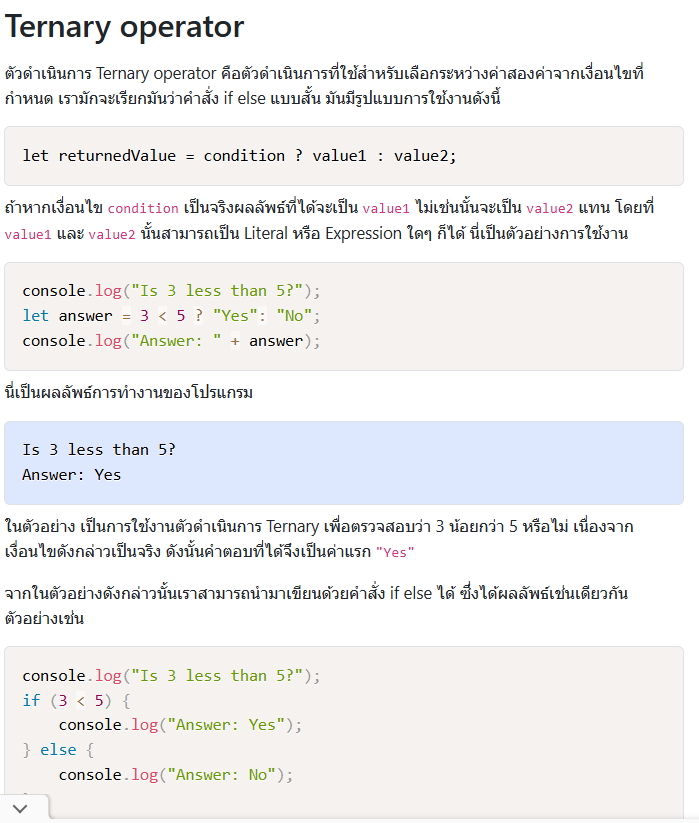 Ternary operator
ตัวดำเนินการ Ternary operator คือตัวดำเนินการที่ใช้สำหรับเลือกระหว่างค่าสองค่าจากเงื่อนไขที่
กำหนด เรามักจะเรียกมันว่าคำสั่ง if else แบบสั้น มันมีรูปแบบการใช้งานดังนี้
let returnedValue = condition ? value1 : value2;
ถ้าหากเงื่อนไข condition เป็นจริงผลลัพธ์ที่ได้จะเป็น value1 ไม่เช่นนั้นจะเป็น value2 แทน โดยที่
value1 และ value2 นั้นสามารถเป็น Literal หรือ Expression ใดๆ ก็ได้ นี่เป็นตัวอย่างการใช้งาน
console.log("Is 3 less than 5?");
let answer = 3 < 5 ? "Yes": "No";
console.log("Answer: " + answer);
นี่เป็นผลลัพธ์การทำงานของโปรแกรม
Is 3 less than 5?
Answer: Yes
ในตัวอย่าง เป็นการใช้งานตัวดำเนินการ Ternary เพื่อตรวจสอบว่า 3 น้อยกว่า 5 หรือไม่ เนื่องจาก
เงื่อนไขดังกล่าวเป็นจริง ดังนั้นคำตอบที่ได้จึงเป็นค่าแรก "Yes"
จากในตัวอย่างดังกล่าวนั้นเราสามารถนำมาเขียนด้วยคำสั่ง if else ได้ ซึ่งได้ผลลัพธ์เช่นเดียวกัน
ตัวอย่างเช่น
console.log("Is 3 less than 5?");
if (3 < 5) {
    console.log("Answer: Yes");
} else {
    console.log("Answer: No");